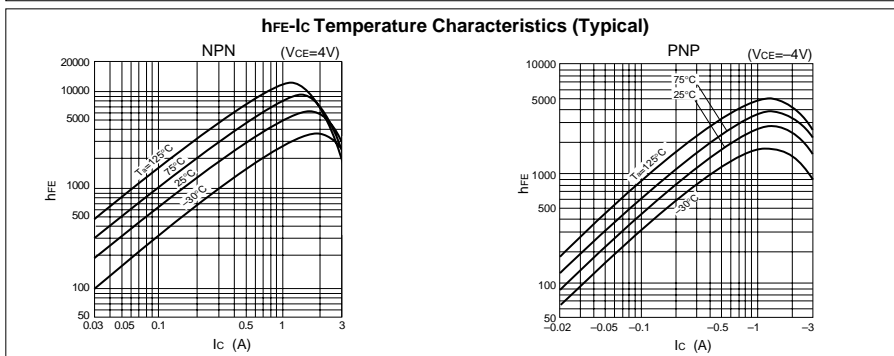 hFE-IC Temperature Characteristics (Typical)
NPN
(VCE=4V)
20000
10000
5000
1000
500
100
50
hFE
Ta=125°C
75°C
25°C
–30°C
0.03
0.05
0.1
0.5
1
3
IC (A)
PNP
(VCE=–4V)
10000
5000
1000
500
100
50
hFE
75°C
25°C
Ta=125°C
–30°C
–0.02
–0.05
–0.1
–0.5
–1
–3
IC (A)